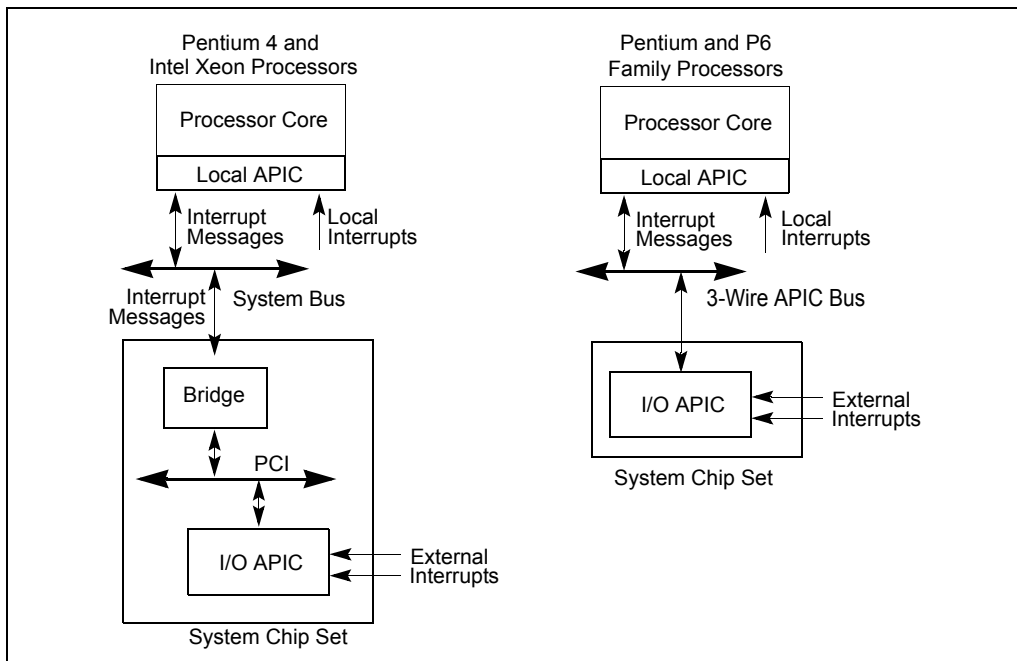 Pentium 4 and
Intel Xeon Processors
Processor Core
Local APIC
Interrupt
Messages
Local
Interrupts
Interrupt
Messages
System Bus
Bridge
PCI
I/O APIC
External
Interrupts
System Chip Set
Pentium and P6
Family Processors
Processor Core
Local APIC
Interrupt
Messages
Local
Interrupts
3-Wire APIC Bus
I/O APIC
External
Interrupts
System Chip Set